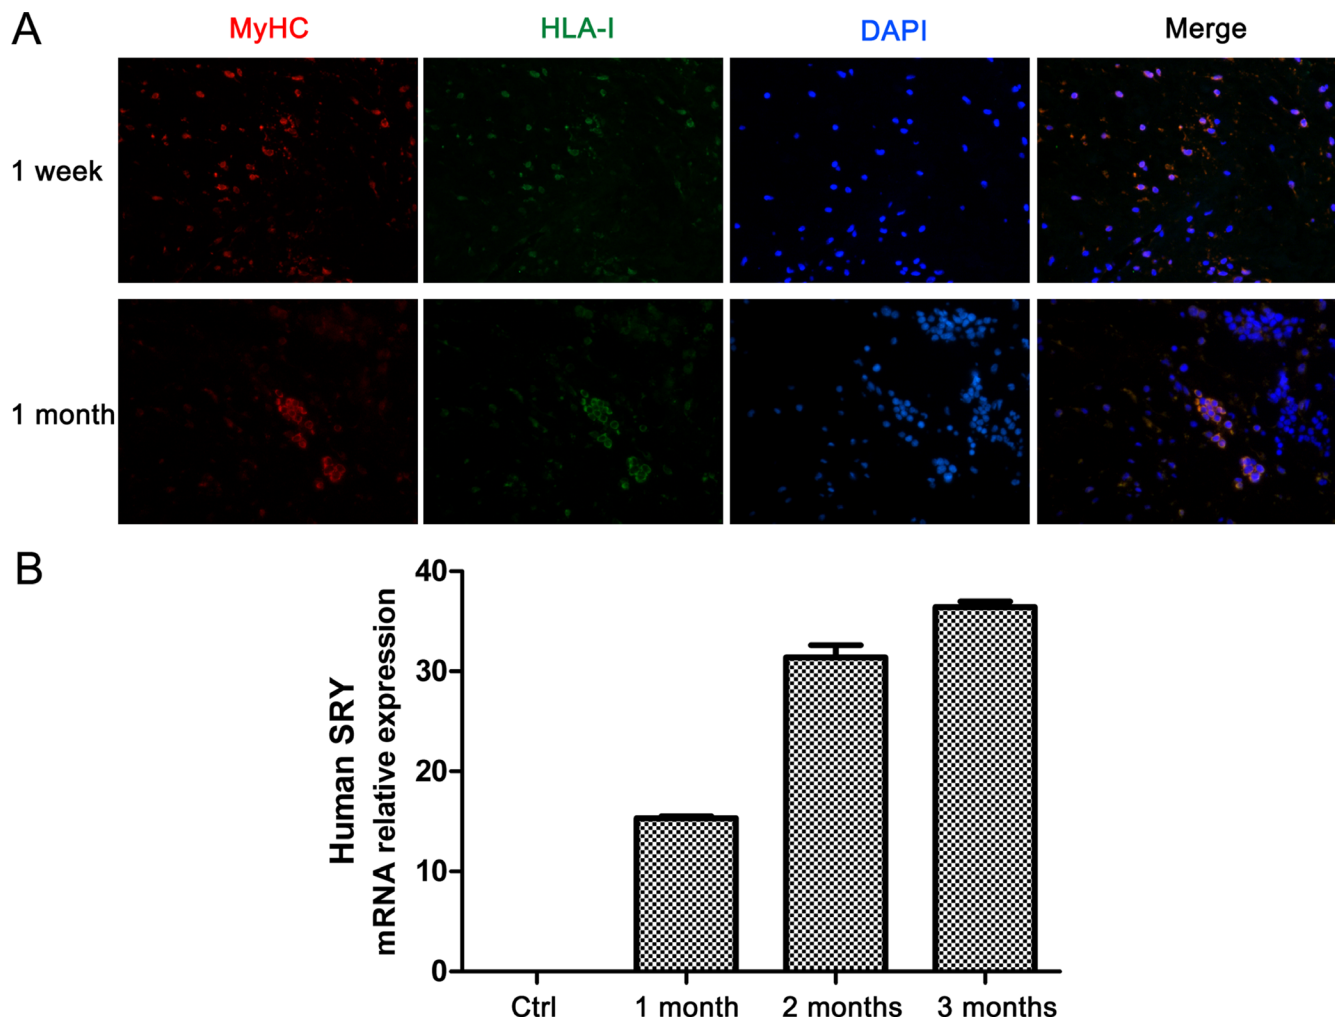 A
MyHC
HLA-I
DAPI
Merge
1 week
1 month
B
Human SRY
mRNA relative expression
40
30
20
10
0
Ctrl
1 month
2 months
3 months